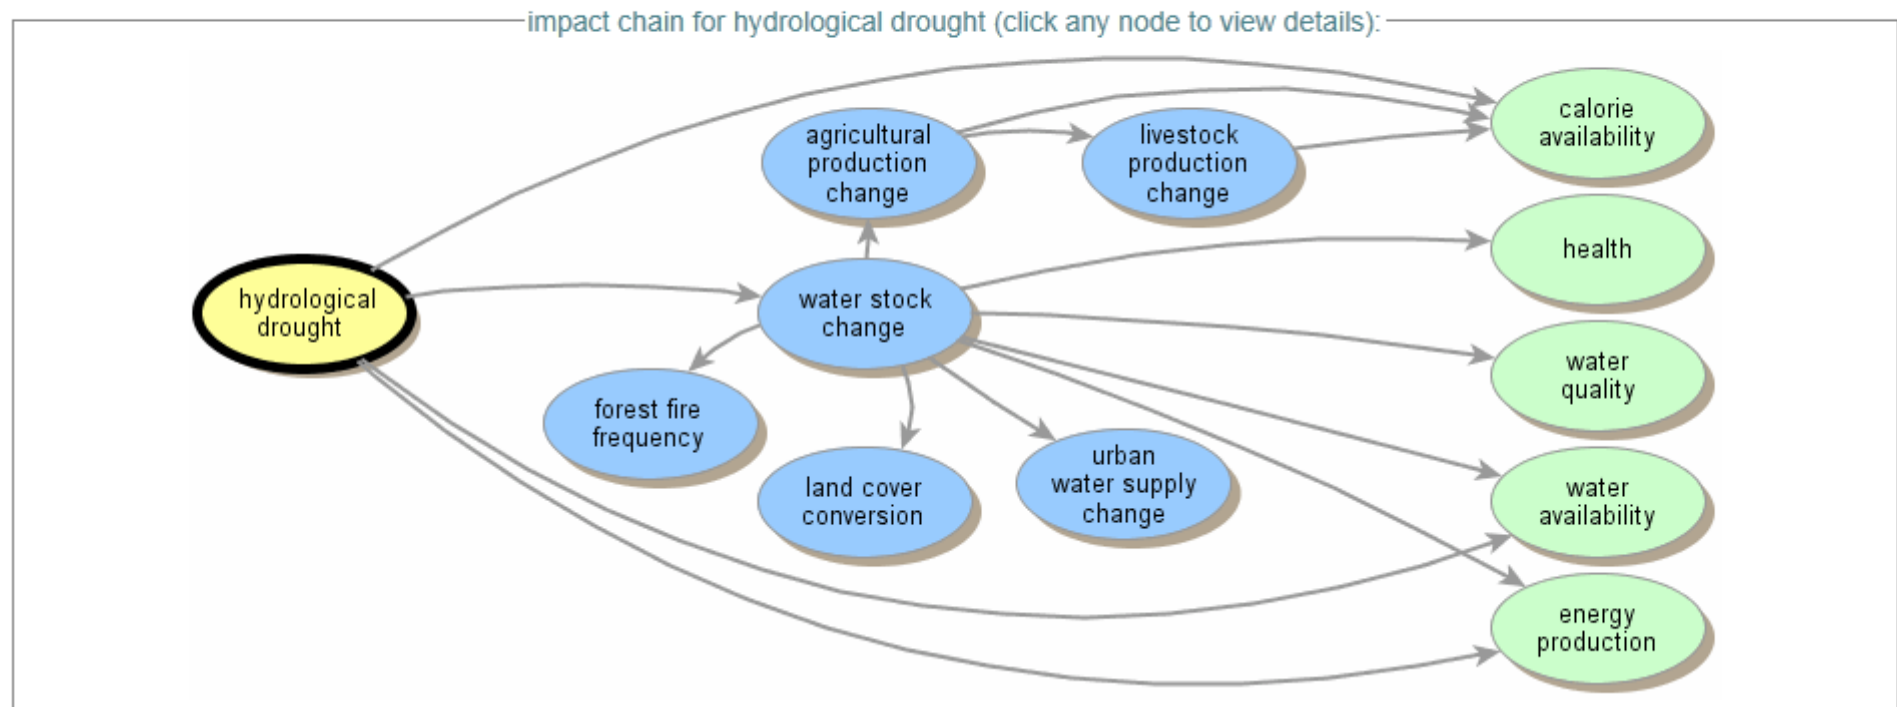 impact chain for hydrological drought (click any node to view details):
calorie
availability
agricultural
production
change
livestock
production
change
health
hydrological
drought
water stock
change
water
quality
forest fire
frequency
land cover
conversion
urban
water supply
change
water
availability
energy
production